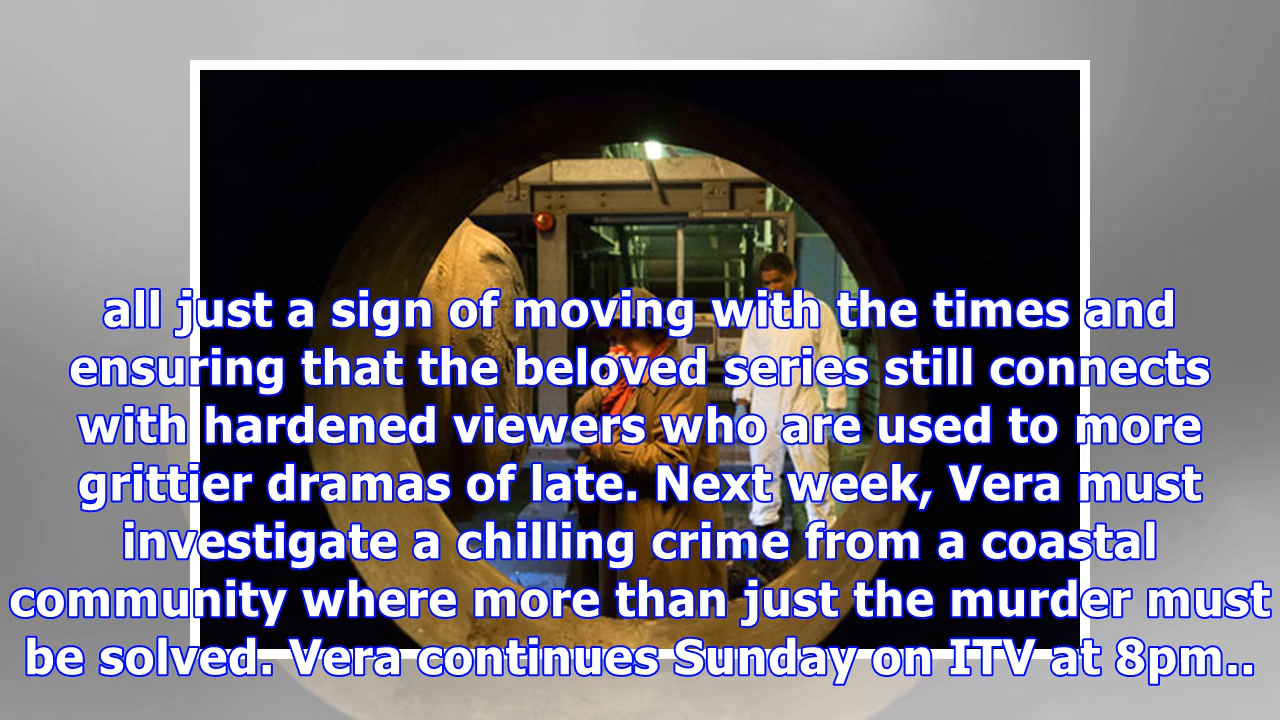 all just a sign of moving with the times and
ensuring that the beloved series still connects
with hardened viewers who are used to more
grittier dramas of late. Next week, Vera must
investigate a chilling crime from a coastal
community where more than just the murder must
be solved. Vera continues Sunday on ITV at 8pm..